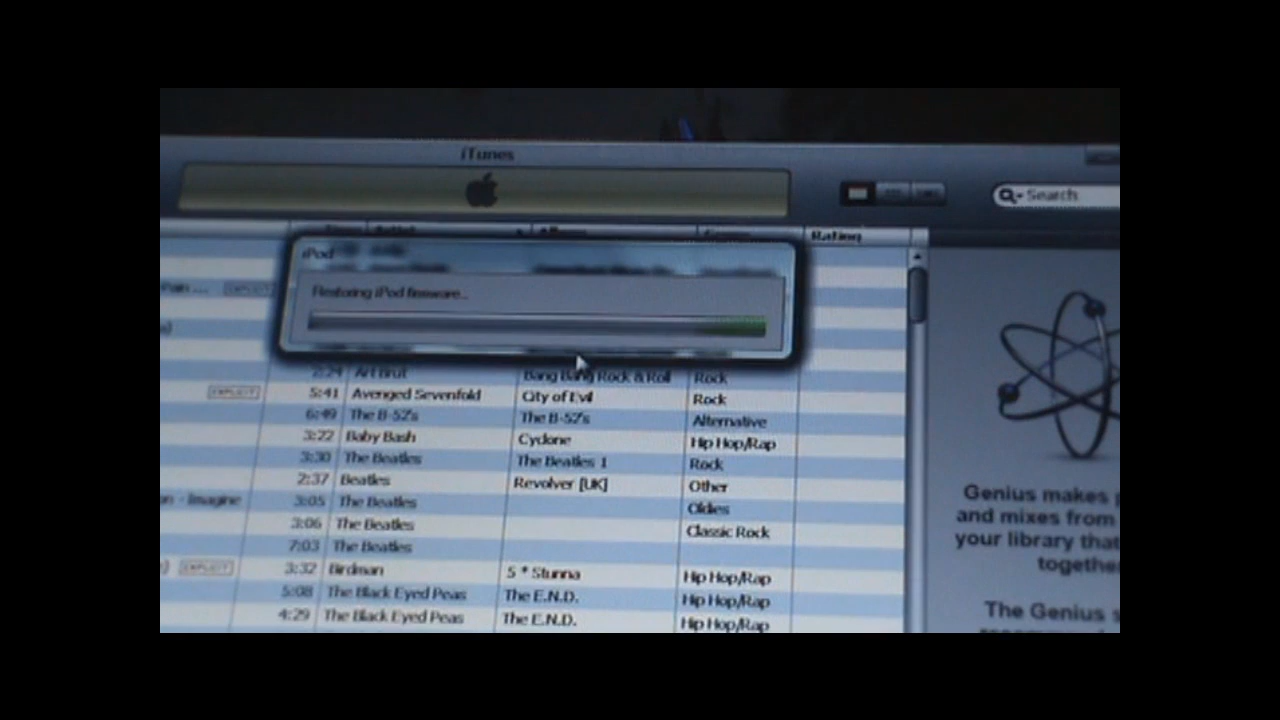 iTunes
Search
Rating
iPod
Restoring iPod firmware...
EXPLICIT
2:24 Art Brut Bang Bang Rock & Roll Rock
EXPLICIT 5:41 Avenged Sevenfold City of Evil Rock
6:49 The B-52's The B-52's Alternative
3:22 Baby Bash Cyclone Hip Hop/Rap
3:30 The Beatles The Beatles 1 Rock
2:37 Beatles Revolver [UK] Other
- Imagine 3:05 The Beatles Oldies
3:06 The Beatles Classic Rock
7:03 The Beatles
EXPLICIT 3:32 Birdman 5 * Stunna Hip Hop/Rap
5:08 The Black Eyed Peas The E.N.D. Hip Hop/Rap
4:29 The Black Eyed Peas The E.N.D. Hip Hop/Rap
Genius makes
and mixes from
your library that
The Genius